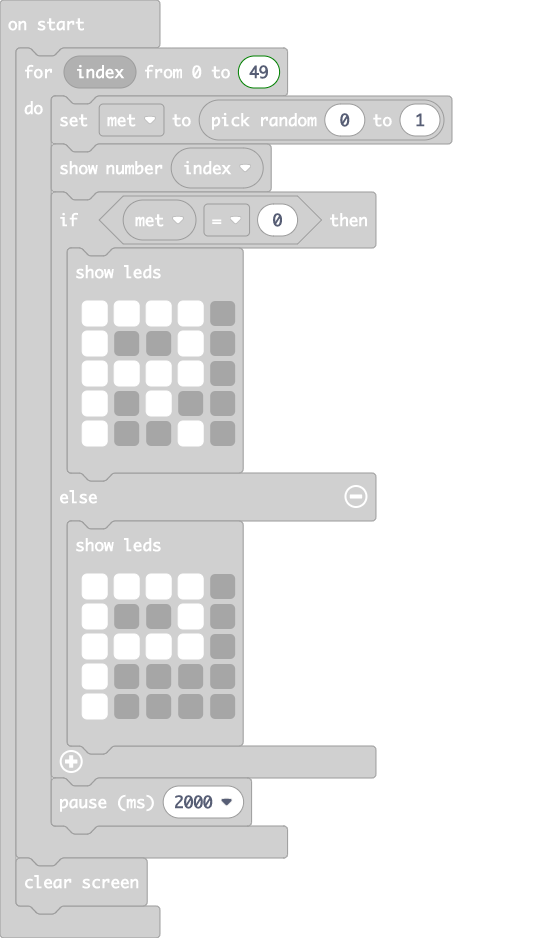 on start
for index from 0 to 49
do
set met to pick random 0 to 1
show number index
if met = 0 then
show leds
else
show leds
pause (ms) 2000
clear screen